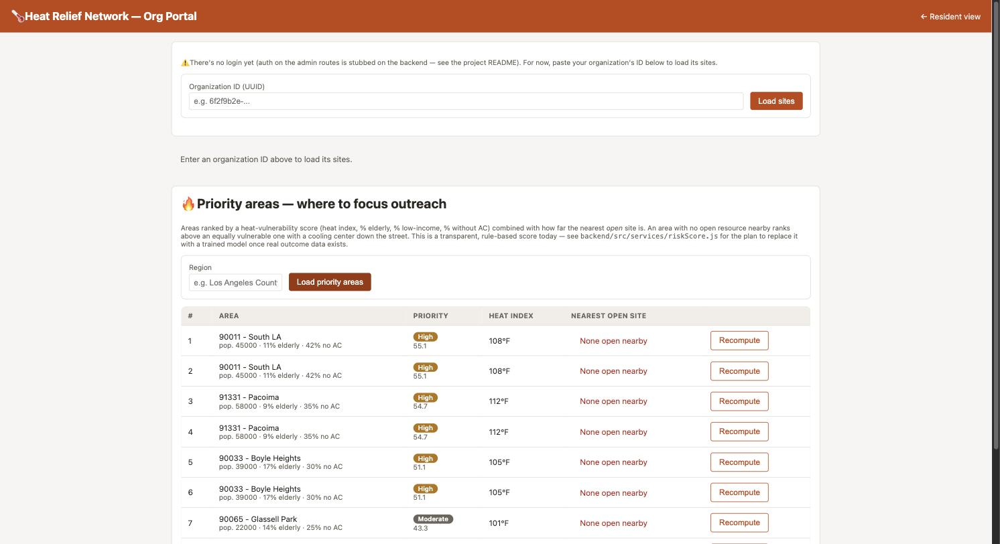 Heat Relief Network — Org Portal
← Resident view
⚠️There's no login yet (auth on the admin routes is stubbed on the backend — see the project README). For now, paste your organization's ID below to load its sites.
Organization ID (UUID)
e.g. 6f2f9b2e-...
Load sites
Enter an organization ID above to load its sites.
🔥Priority areas — where to focus outreach
Areas ranked by a heat-vulnerability score (heat index, % elderly, % low-income, % without AC) combined with how far the nearest open site is. An area with no open resource nearby ranks
above an equally vulnerable one with a cooling center down the street. This is a transparent, rule-based score today — see backend/src/services/riskScore.js for the plan to replace it
with a trained model once real outcome data exists.
Region
e.g. Los Angeles Count
Load priority areas
# AREA PRIORITY HEAT INDEX NEAREST OPEN SITE
1 90011 - South LA High 108°F None open nearby Recompute
pop. 45000 · 11% elderly · 42% no AC 55.1
2 90011 - South LA High 108°F None open nearby Recompute
pop. 45000 · 11% elderly · 42% no AC 55.1
3 91331 - Pacoima High 112°F None open nearby Recompute
pop. 58000 · 9% elderly · 35% no AC 54.7
4 91331 - Pacoima High 112°F None open nearby Recompute
pop. 58000 · 9% elderly · 35% no AC 54.7
5 90033 - Boyle Heights High 105°F None open nearby Recompute
pop. 39000 · 17% elderly · 30% no AC 51.1
6 90033 - Boyle Heights High 105°F None open nearby Recompute
pop. 39000 · 17% elderly · 30% no AC 51.1
7 90065 - Glassell Park Moderate 101°F None open nearby Recompute
pop. 22000 · 14% elderly · 25% no AC 43.3